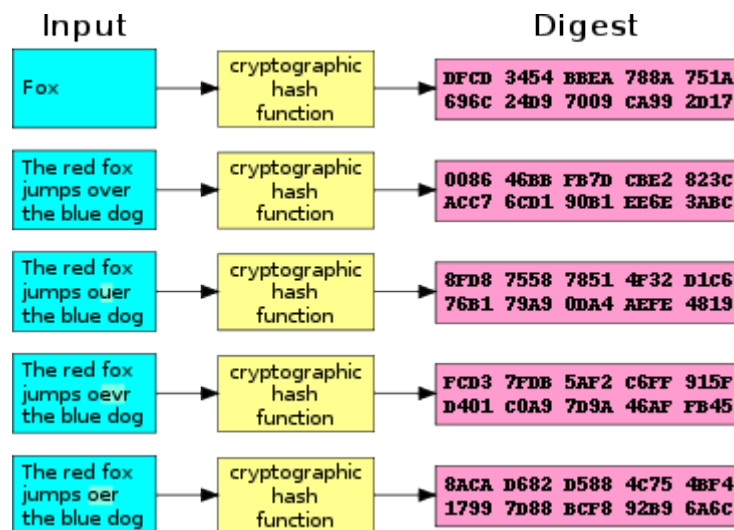 Input
Digest
Fox
cryptographic
hash
function
DFCD 3454 BBEA 788A 751A
696C 24D9 7009 CA99 2D17
The red fox
jumps over
the blue dog
cryptographic
hash
function
0086 46BB FB7D CBE2 823C
ACC7 6CD1 90B1 EE6E 3ABC
The red fox
jumps ouer
the blue dog
cryptographic
hash
function
8FD8 7558 7851 4F32 D1C6
76B1 79A9 0DA4 AEFE 4819
The red fox
jumps oevr
the blue dog
cryptographic
hash
function
FCD3 7FDB 5AF2 C6FF 915F
D401 C0A9 7D9A 46AF FB45
The red fox
jumps oer
the blue dog
cryptographic
hash
function
8ACA D682 D588 4C75 4BF4
1799 7D88 BCF8 92B9 6A6C